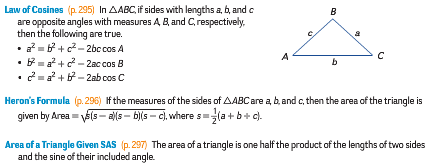 Law of Cosines (p. 295) In △ABC, if sides with lengths a, b, and c
are opposite angles with measures A, B, and C, respectively,
then the following are true.
• a² = b² + c² − 2bc cos A
• b² = a² + c² − 2ac cos B
• c² = a² + b² − 2ab cos C
B
c
a
A
C
b
Heron's Formula (p. 296) If the measures of the sides of △ABC are a, b, and c, then the area of the triangle is
given by Area = √s(s − a)(s − b)(s − c), where s = 1/2(a + b + c).
Area of a Triangle Given SAS (p. 297) The area of a triangle is one half the product of the lengths of two sides
and the sine of their included angle.